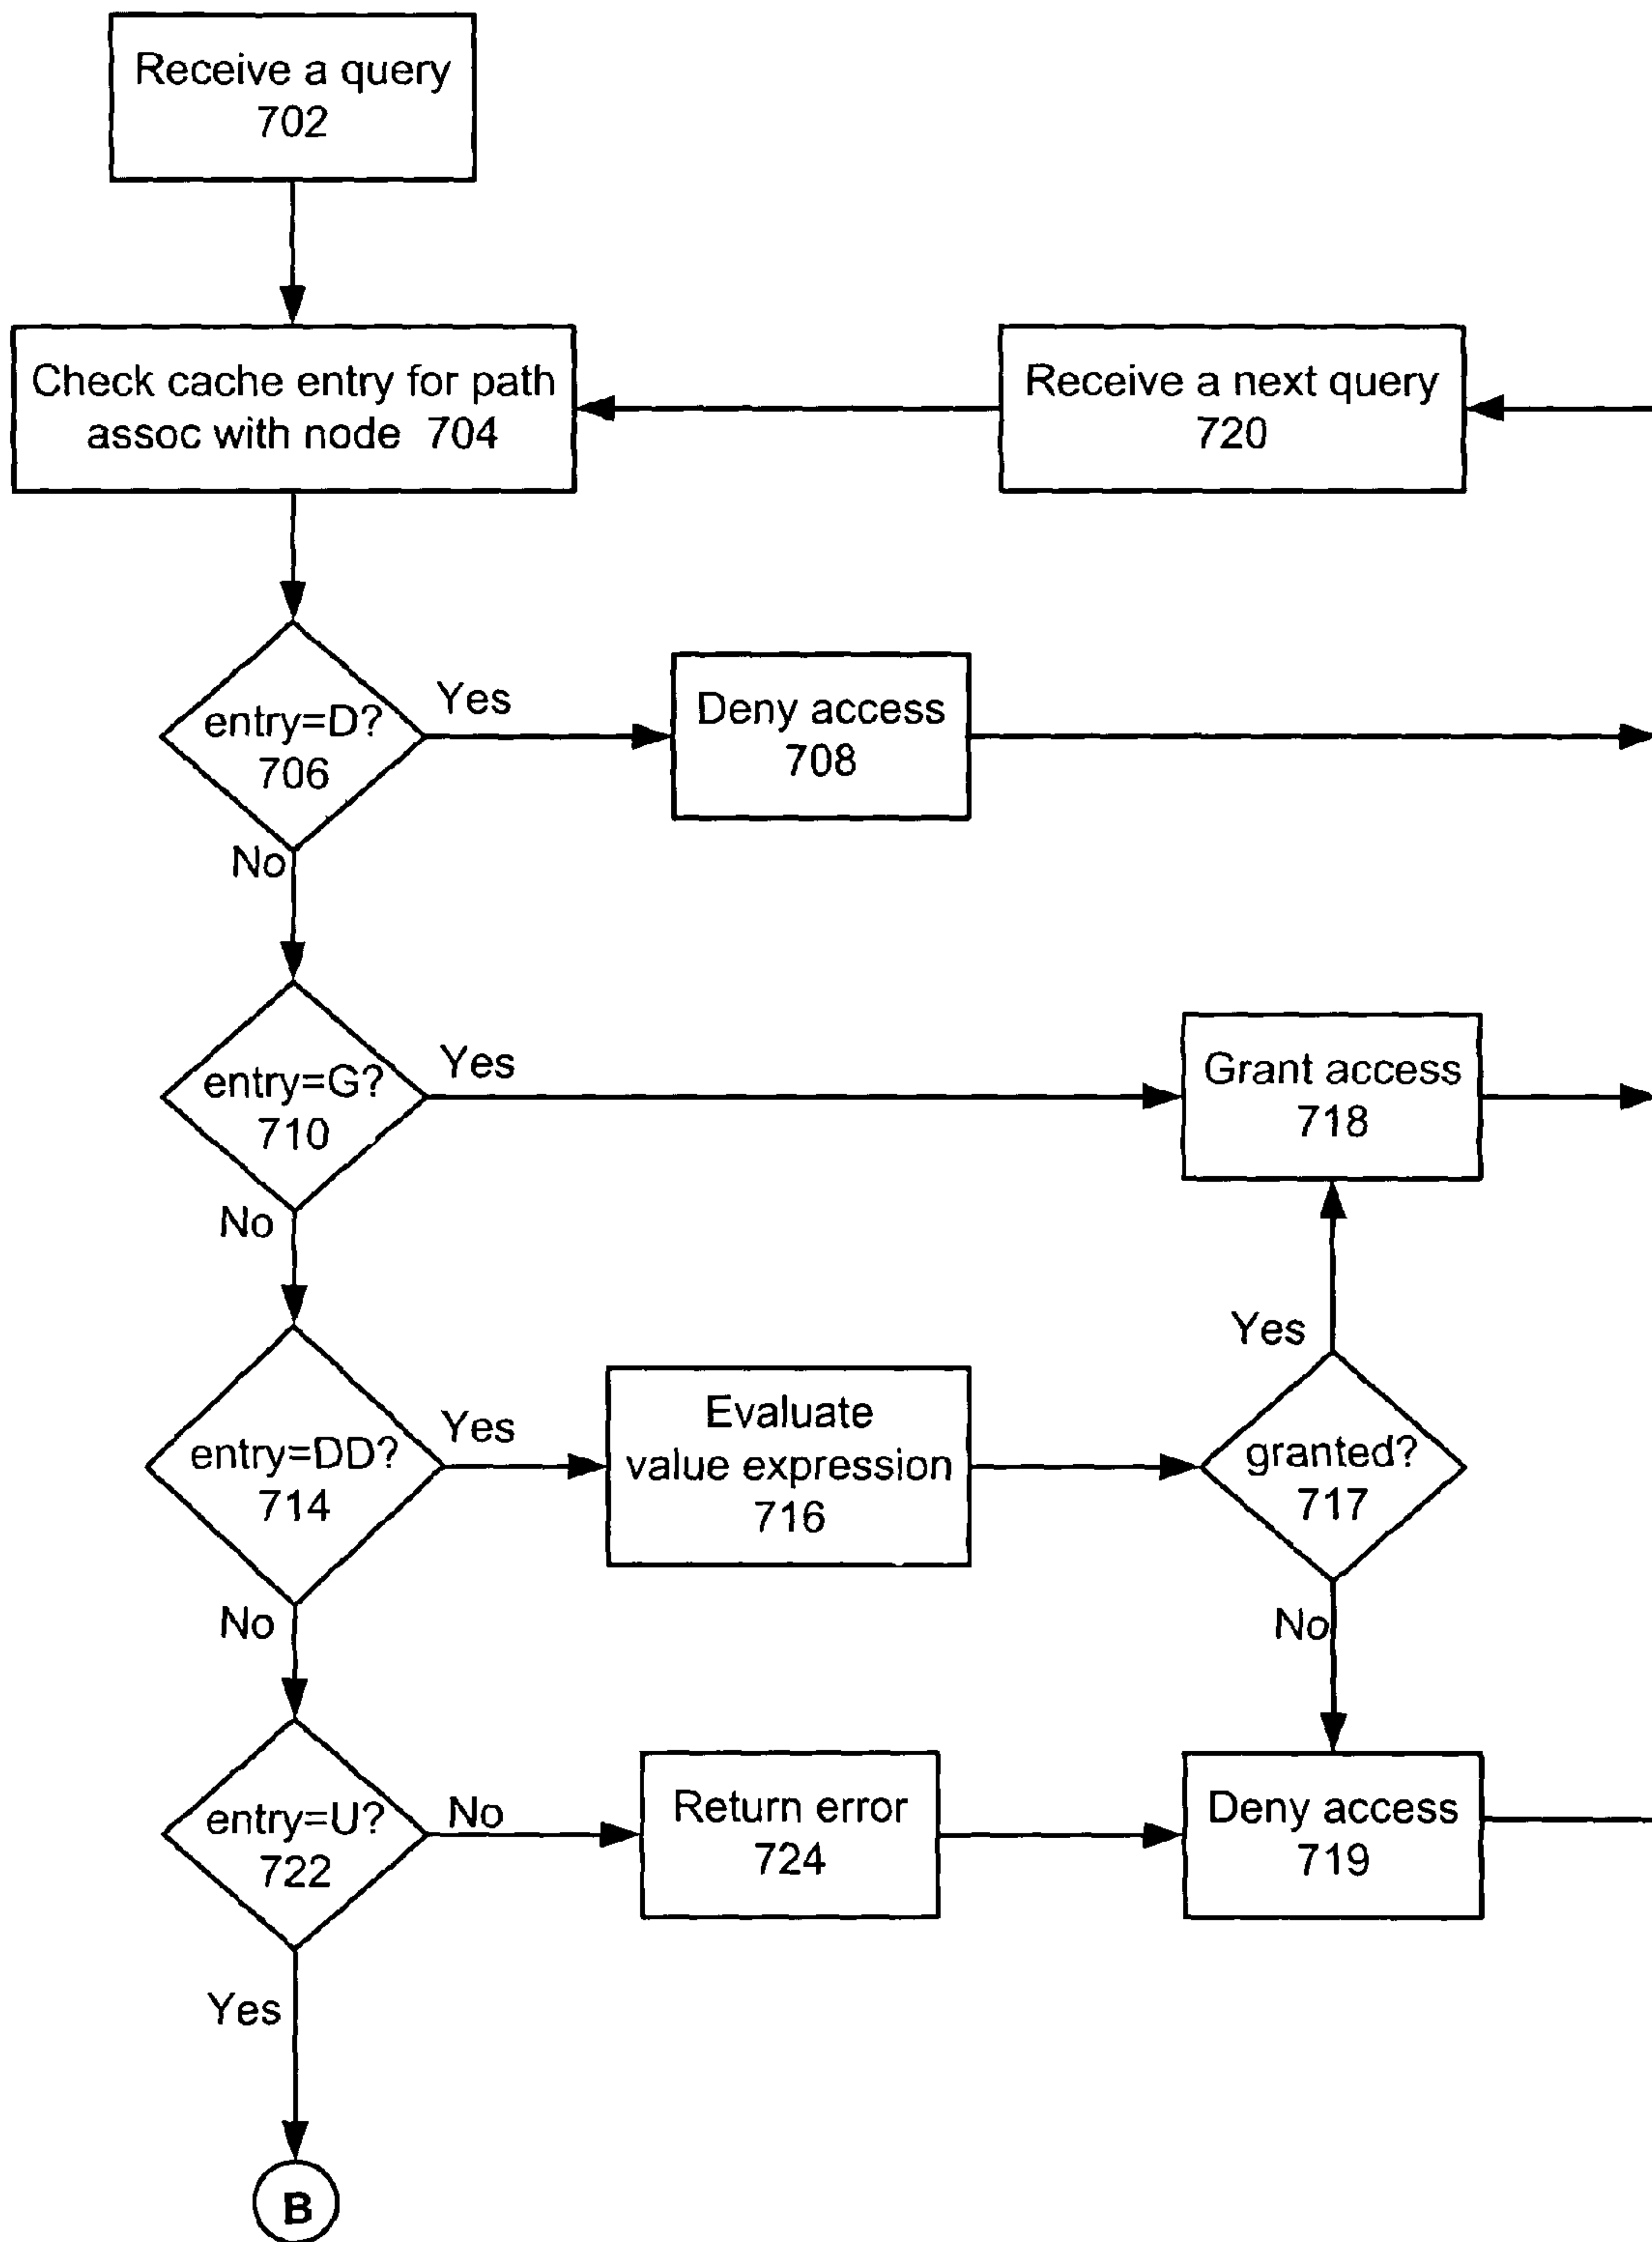 Receive a query
702
Check cache entry for path
assoc with node 704
Receive a next query
720
entry=D?
706
Yes
Deny access
708
No
entry=G?
710
Yes
Grant access
718
No
entry=DD?
714
Yes
Evaluate
value expression
716
granted?
717
Yes
No
No
entry=U?
722
No
Return error
724
Deny access
719
Yes
B